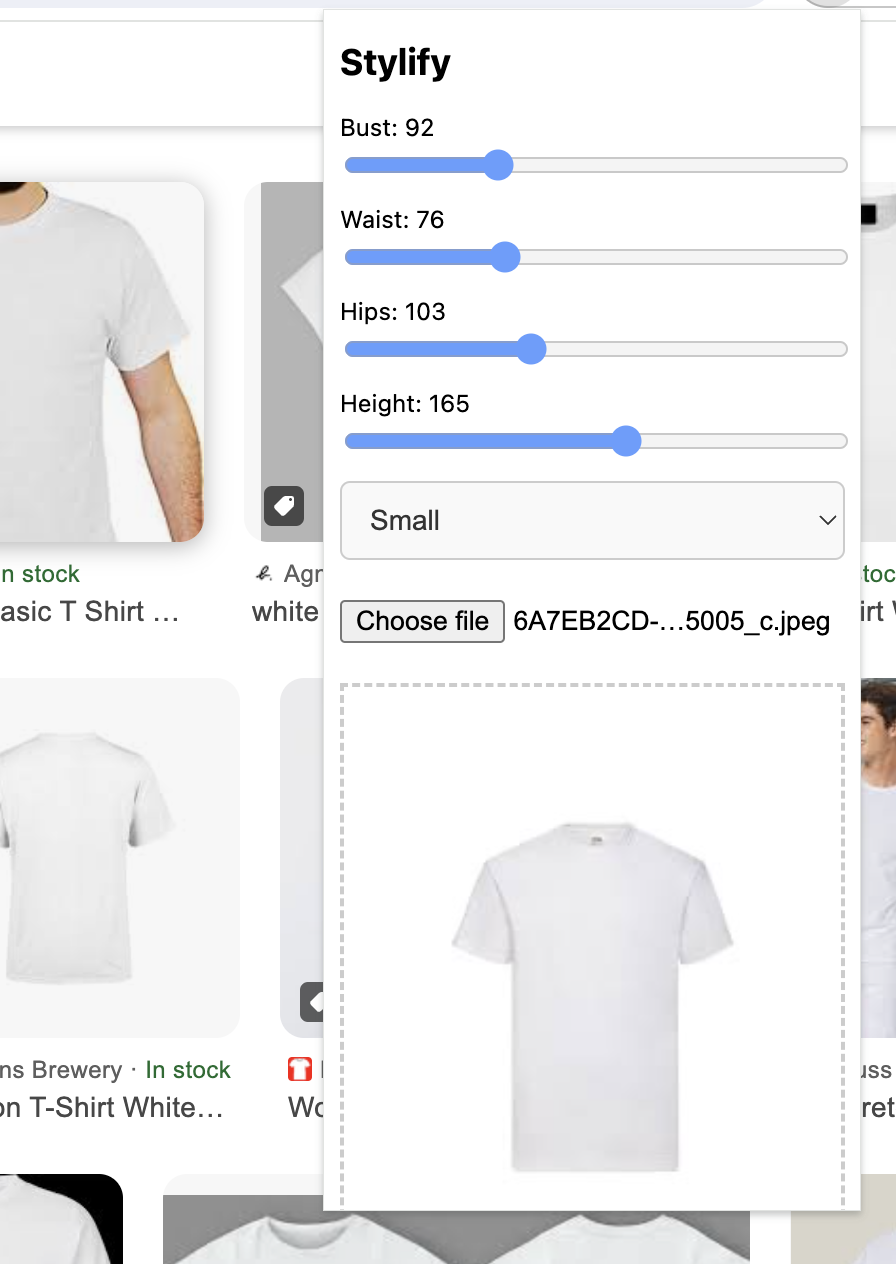 Stylify
Bust: 92
Waist: 76
Hips: 103
Height: 165
Small
Choose file 6A7EB2CD-…5005_c.jpeg
n stock
asic T Shirt …
Agr
white
irt
ns Brewery · In stock
on T-Shirt White…
Wo
uss
ret